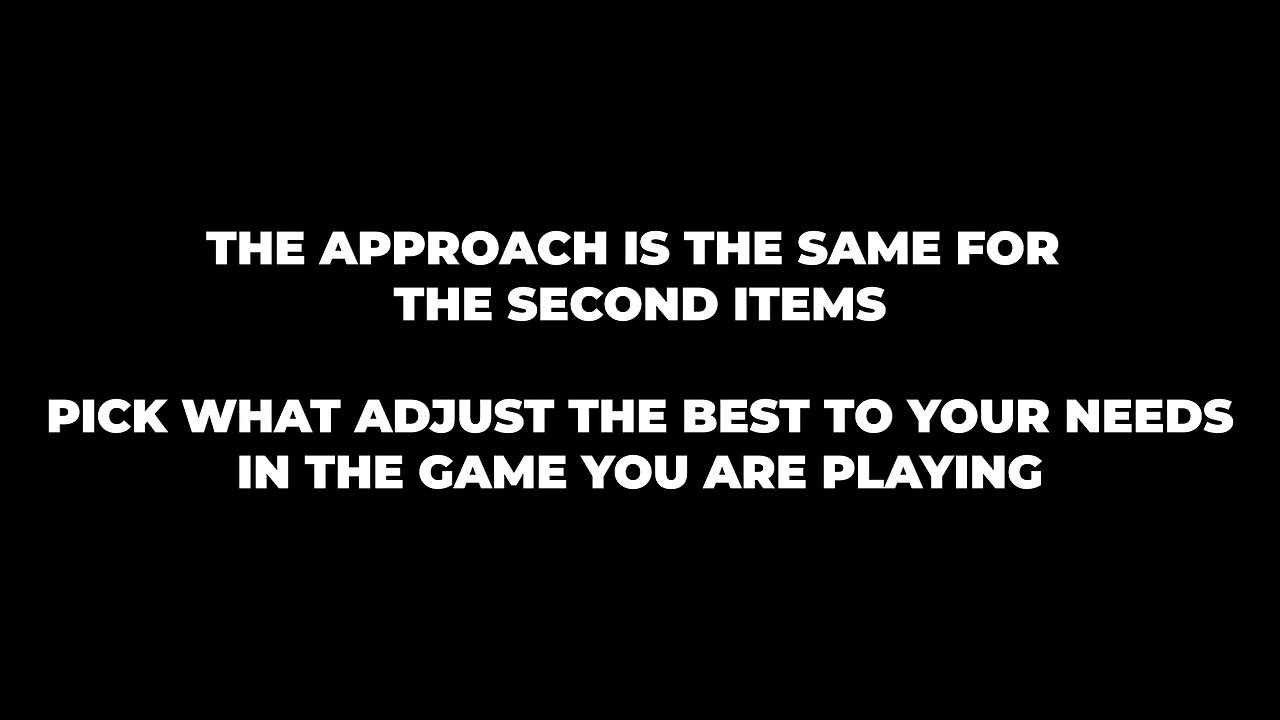 THE APPROACH IS THE SAME FOR
THE SECOND ITEMS
PICK WHAT ADJUST THE BEST TO YOUR NEEDS
IN THE GAME YOU ARE PLAYING